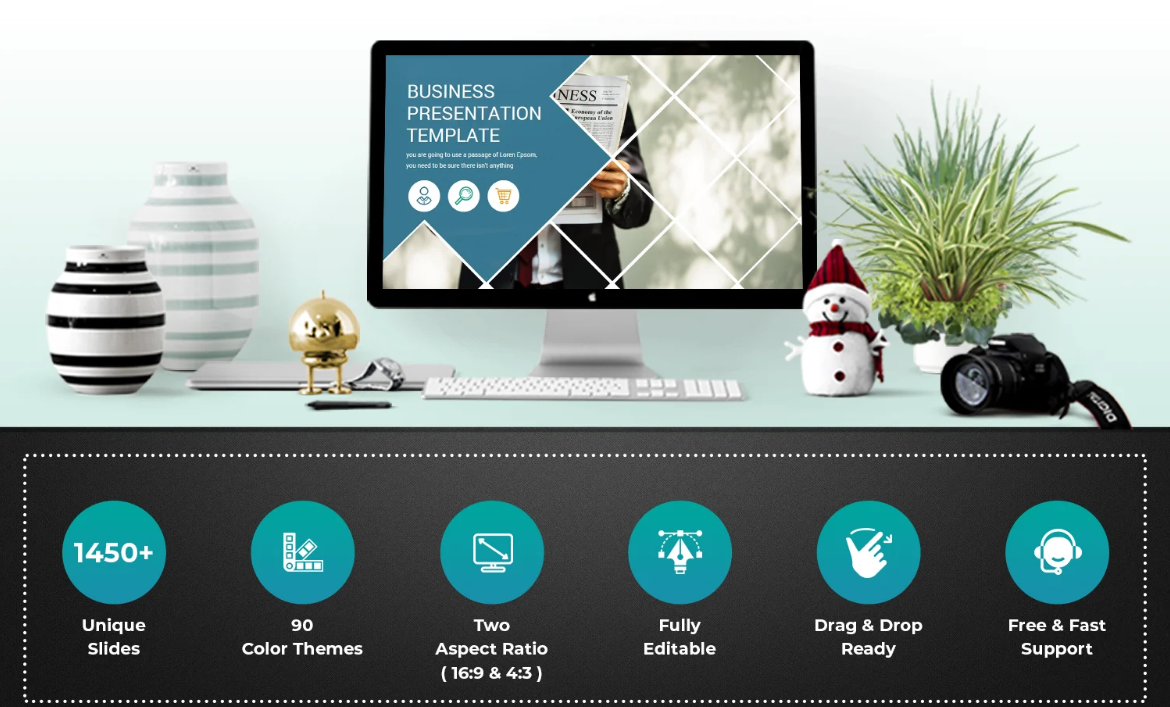 BUSINESS
PRESENTATION
TEMPLATE
you are going to use a passage of Lorem Epsom,
you need to be sure there isn't anything
NESS
Economy of the
European Union
DIGITAL
1450+
Unique
Slides
90
Color Themes
Two
Aspect Ratio
( 16:9 & 4:3 )
Fully
Editable
Drag & Drop
Ready
Free & Fast
Support